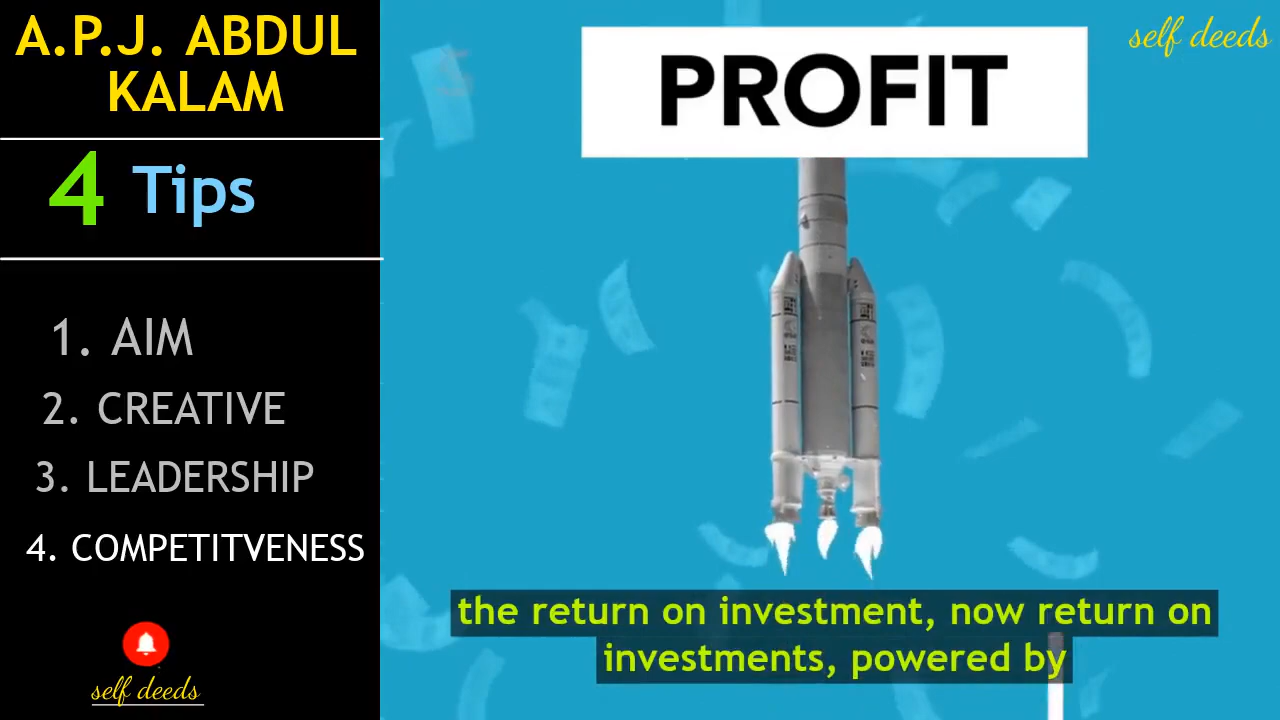 A.P.J. ABDUL
KALAM
4 Tips
1. AIM
2. CREATIVE
3. LEADERSHIP
4. COMPETITVENESS
self deeds
PROFIT
self deeds
the return on investment, now return on
investments, powered by